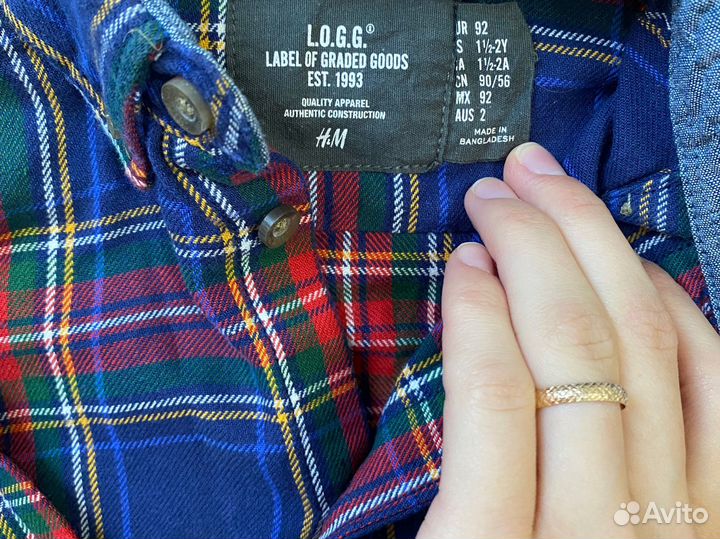 L.O.G.G.®
LABEL OF GRADED GOODS
EST. 1993
QUALITY APPAREL
AUTHENTIC CONSTRUCTION
H&M
UR 92
S 1½-2Y
A 1½-2A
CN 90/56
MX 92
AUS 2
MADE IN
BANGLADESH
Avito